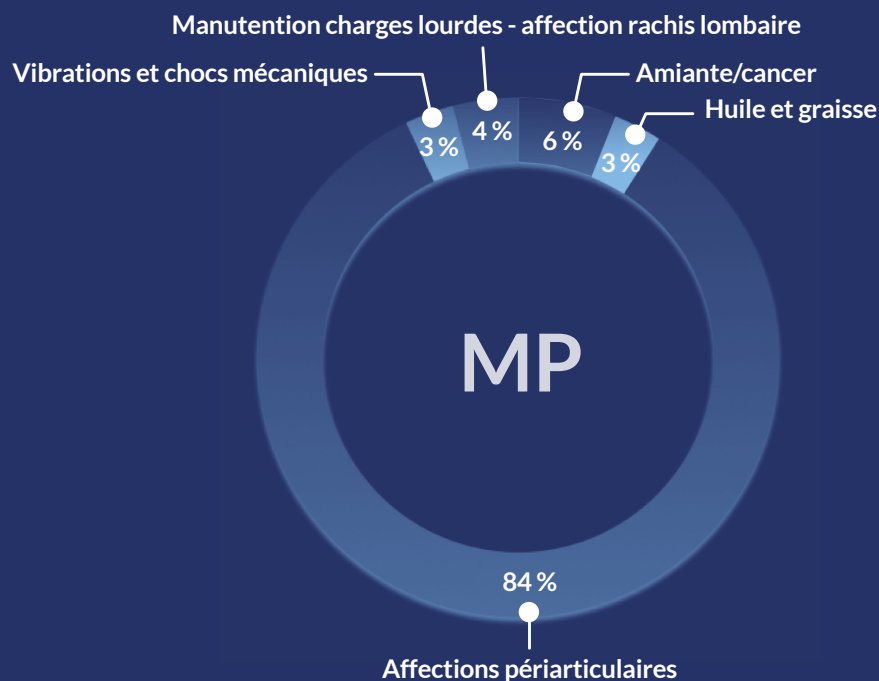 Manutention charges lourdes - affection rachis lombaire
Vibrations et chocs mécaniques
Amiante/cancer
Huile et graisse
3 %
4 %
6 %
3 %
MP
84 %
Affections périarticulaires